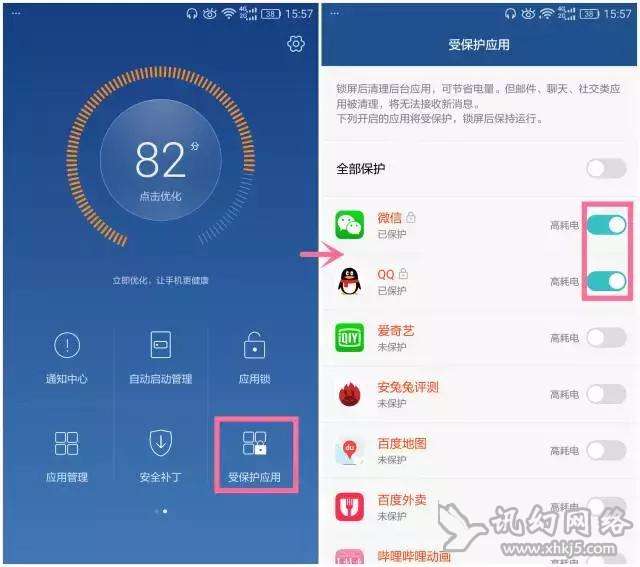 ...
4G
2G
38
15:57
82分
点击优化
立即优化，让手机更健康
通知中心
自动启动管理
应用锁
应用管理
安全补丁
受保护应用
...
4G
2G
38
15:57
受保护应用
锁屏后清理后台应用，可节省电量。但邮件、聊天、社交类应
用被清理，将无法接收新消息。
下列开启的应用将受保护，锁屏后保持运行。
全部保护
微信
已保护
高耗电
QQ
已保护
高耗电
iQIYI
爱奇艺
未保护
高耗电
安兔兔评测
未保护
高耗电
du
百度地图
未保护
高耗电
百度外卖
未保护
哔哩哔哩动画
讯幻网络
www.xhkj5.com